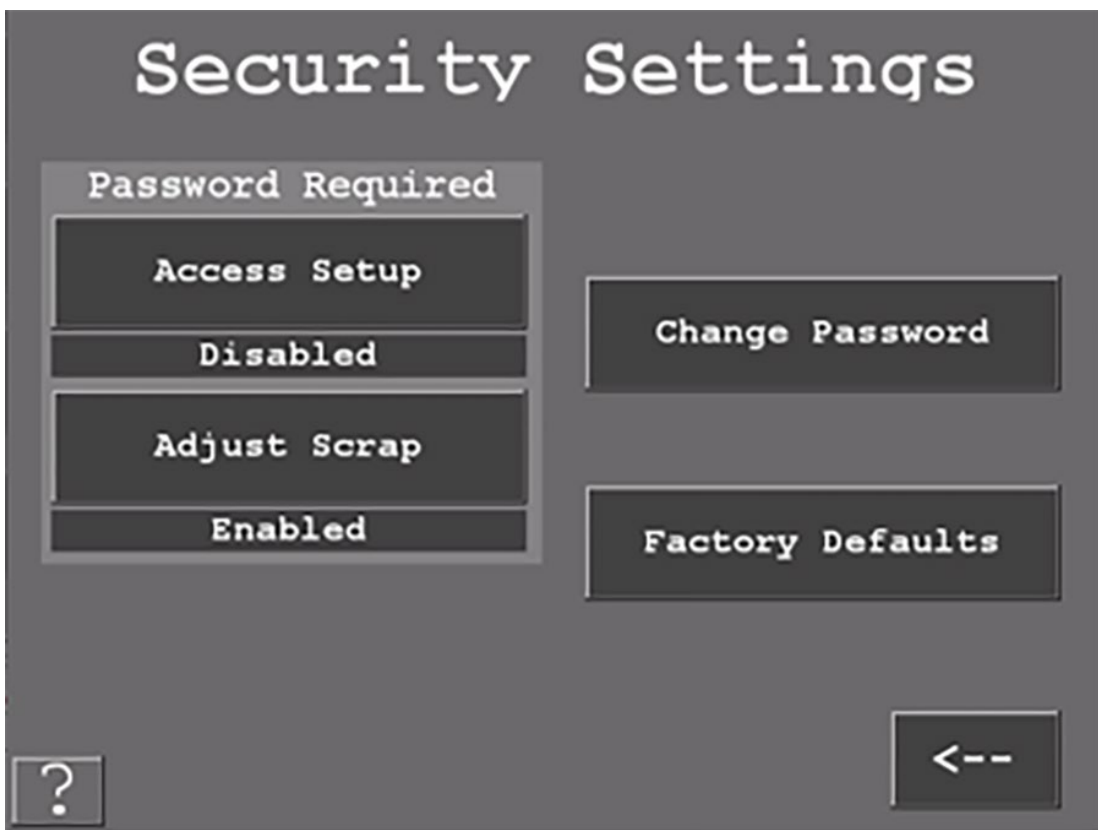 Security Settings
Password Required
Access Setup
Disabled
Adjust Scrap
Enabled
Change Password
Factory Defaults
<--
?